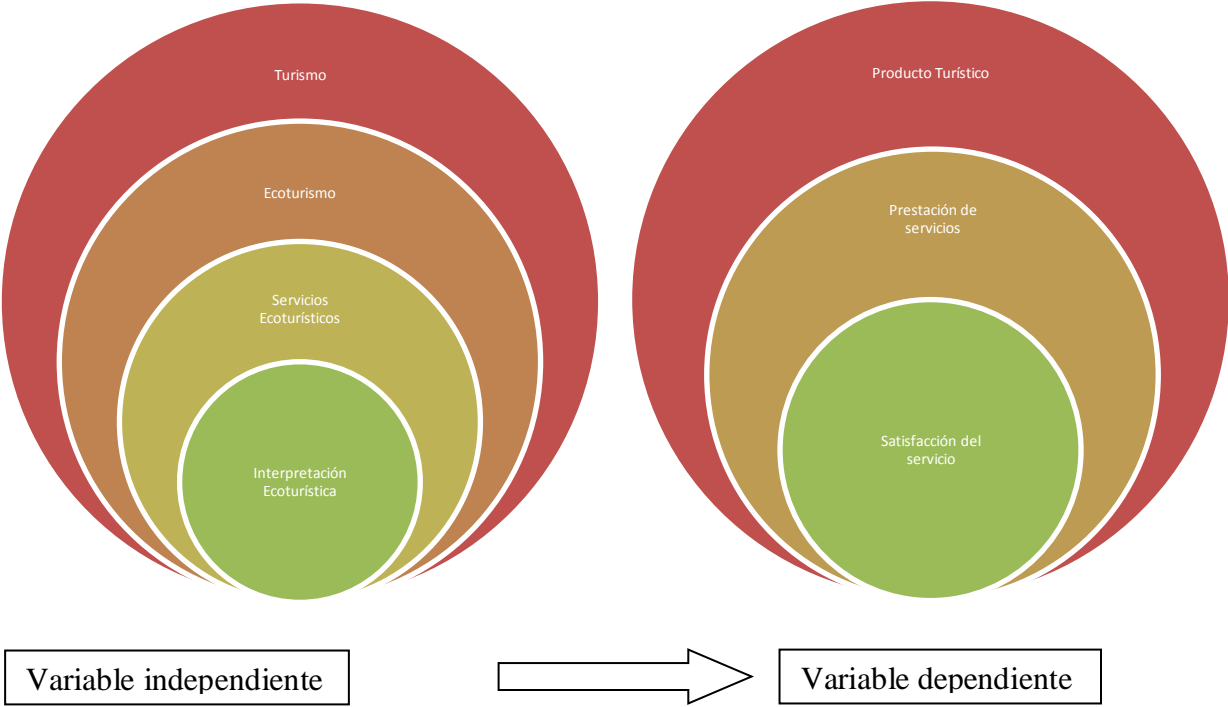 Turismo
Ecoturismo
Servicios
Ecoturísticos
Interpretación
Ecoturística
Producto Turístico
Prestación de
servicios
Satisfacción del
servicio
Variable independiente
Variable dependiente